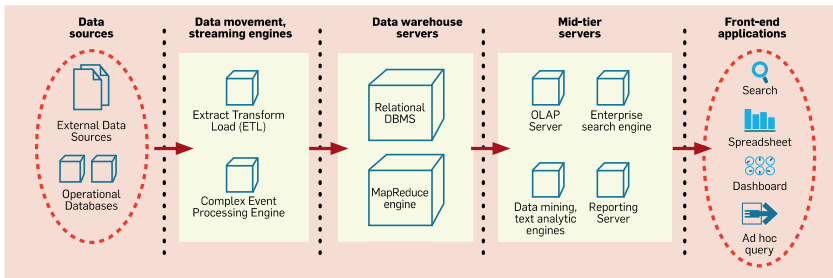 Data
sources
Data movement,
streaming engines
Data warehouse
servers
Mid-tier
servers
Front-end
applications
External Data
Sources
Operational
Databases
Extract Transform
Load (ETL)
Complex Event
Processing Engine
Relational
DBMS
MapReduce
engine
OLAP
Server
Enterprise
search engine
Data mining,
text analytic
engines
Reporting
Server
Search
Spreadsheet
Dashboard
Ad hoc
query